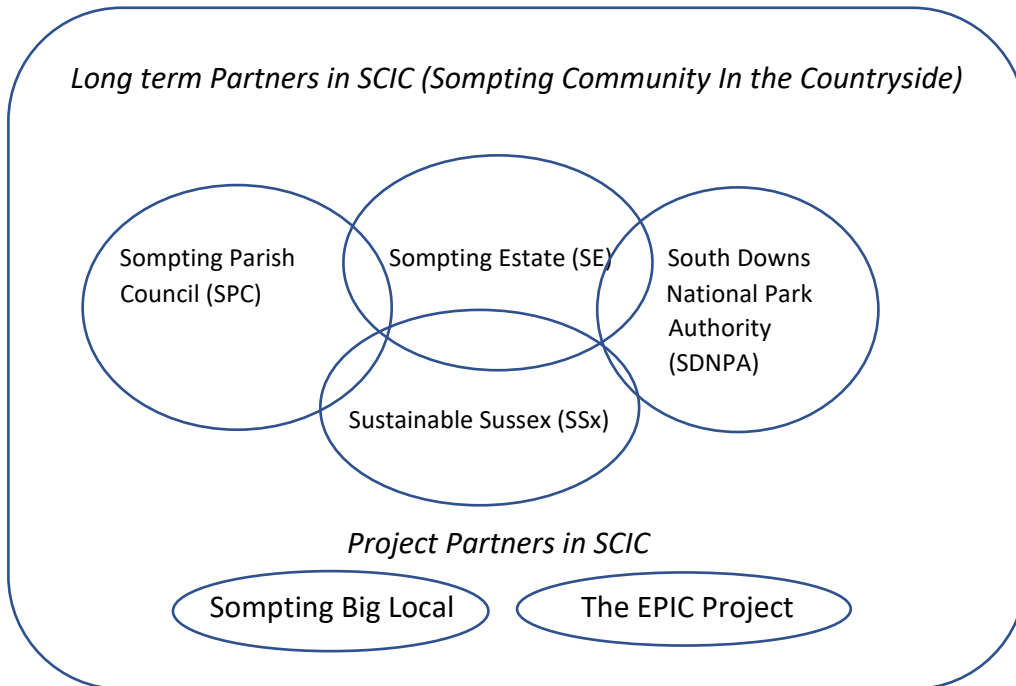 Long term Partners in SCIC (Sompting Community In the Countryside)
Sompting Parish
Council (SPC)
Sompting Estate (SE)
South Downs
National Park
Authority
(SDNPA)
Sustainable Sussex (SSx)
Project Partners in SCIC
Sompting Big Local
The EPIC Project